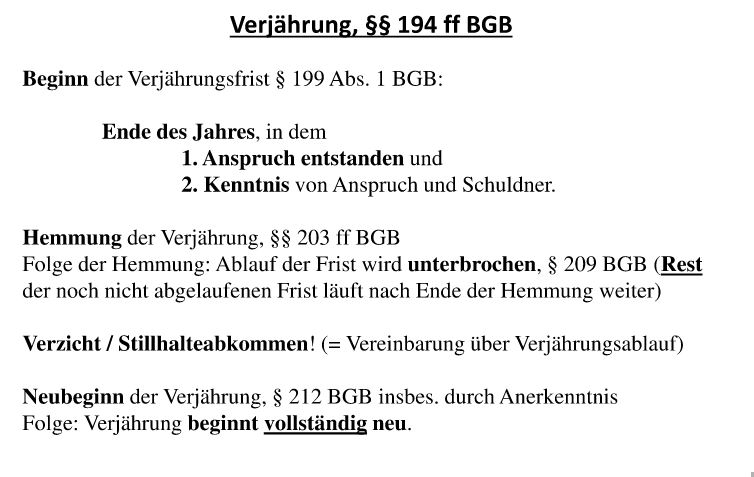 Verjährung, §§ 194 ff BGB
Beginn der Verjährungsfrist § 199 Abs. 1 BGB:
Ende des Jahres, in dem
1. Anspruch entstanden und
2. Kenntnis von Anspruch und Schuldner.
Hemmung der Verjährung, §§ 203 ff BGB
Folge der Hemmung: Ablauf der Frist wird unterbrochen, § 209 BGB (Rest
der noch nicht abgelaufenen Frist läuft nach Ende der Hemmung weiter)
Verzicht / Stillhalteabkommen! (= Vereinbarung über Verjährungsablauf)
Neubeginn der Verjährung, § 212 BGB insbes. durch Anerkenntnis
Folge: Verjährung beginnt vollständig neu.